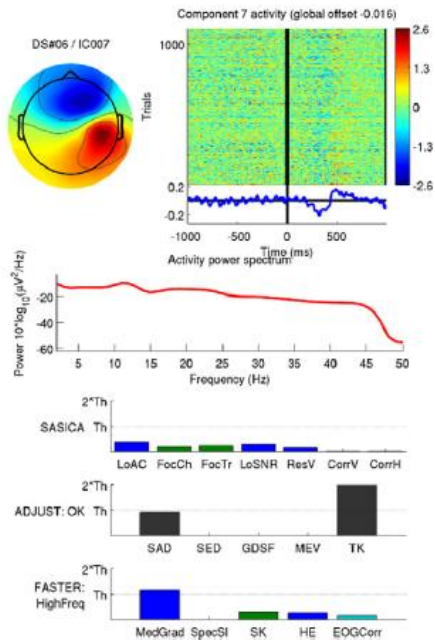 Component 7 activity (global offset -0.016)
DS#06 / IC007
1000
Trials
2.6
1.3
0
-1.3
-2.6
0.2
0
-0.2
-1000 -500 0 500
Time (ms)
Activity power spectrum
Power 10*log10(μV²/Hz)
-20
-40
-60
5 10 15 20 25 30 35 40 45 50
Frequency (Hz)
2*Th
SASICA Th
LoAC FocCh FocTr LoSNR ResV CorrV CorrH
2*Th
ADJUST: OK Th
SAD SED GDSF MEV TK
2*Th
FASTER: Th
HighFreq
MedGrad SpecSl SK HE EOGCorr